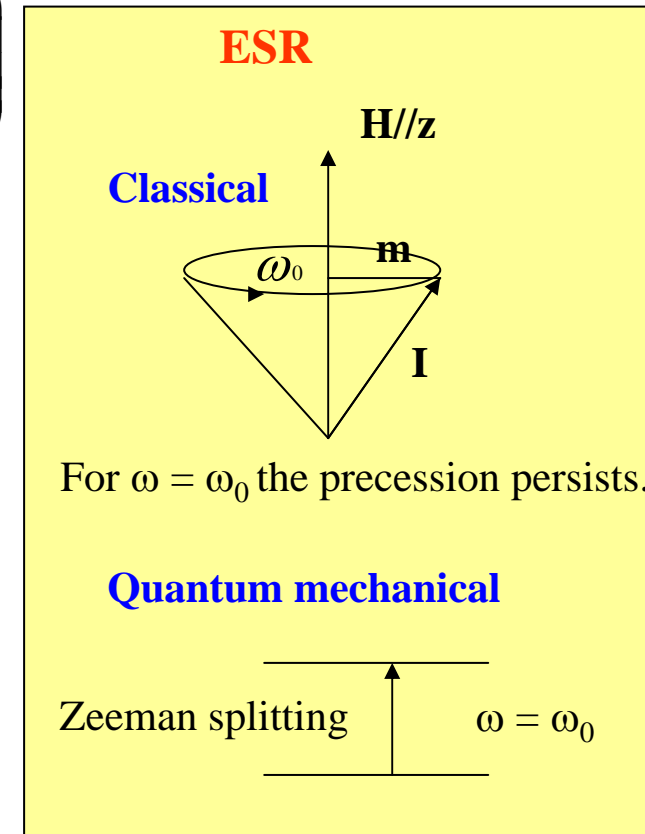 ESR
H//z
Classical
ω₀ m
I
For ω = ω₀ the precession persists.
Quantum mechanical
Zeeman splitting ω = ω₀